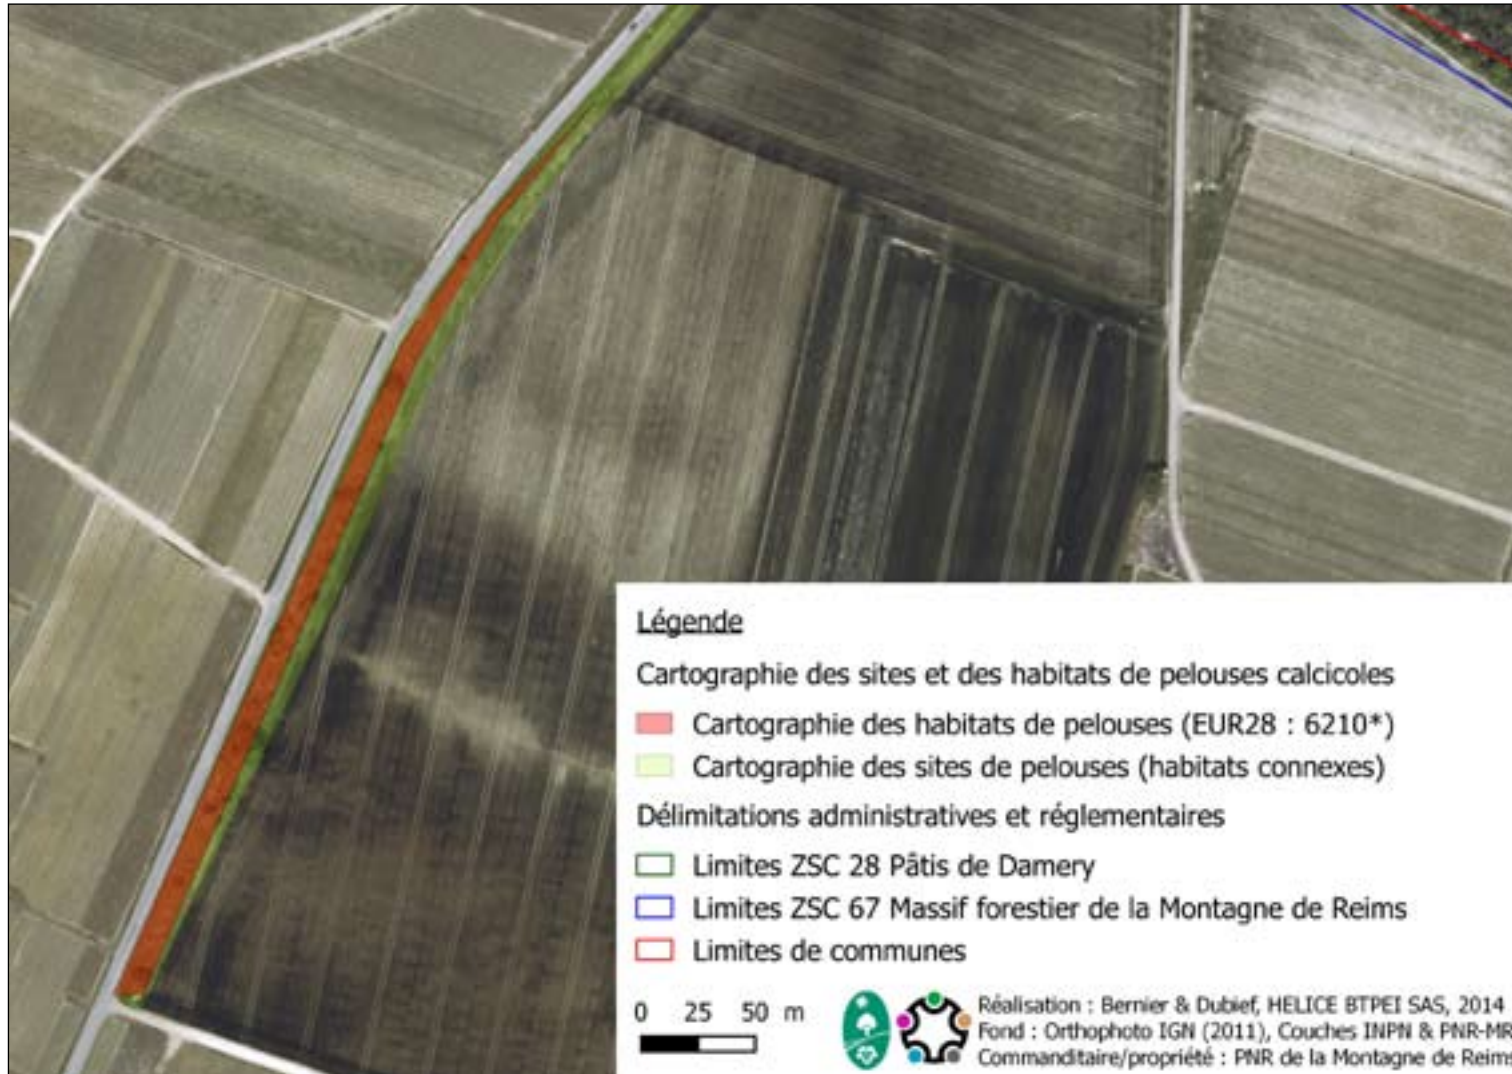 Légende
Cartographie des sites et des habitats de pelouses calcicoles
Cartographie des habitats de pelouses (EUR28 : 6210*)
Cartographie des sites de pelouses (habitats connexes)
Délimitations administratives et réglementaires
Limites ZSC 28 Pâtis de Damery
Limites ZSC 67 Massif forestier de la Montagne de Reims
Limites de communes
0 25 50 m
Réalisation : Bernier & Dubief, HELICE BTPEI SAS, 2014
Fond : Orthophoto IGN (2011), Couches INPN & PNR-MR
Commanditaire/propriété : PNR de la Montagne de Reims